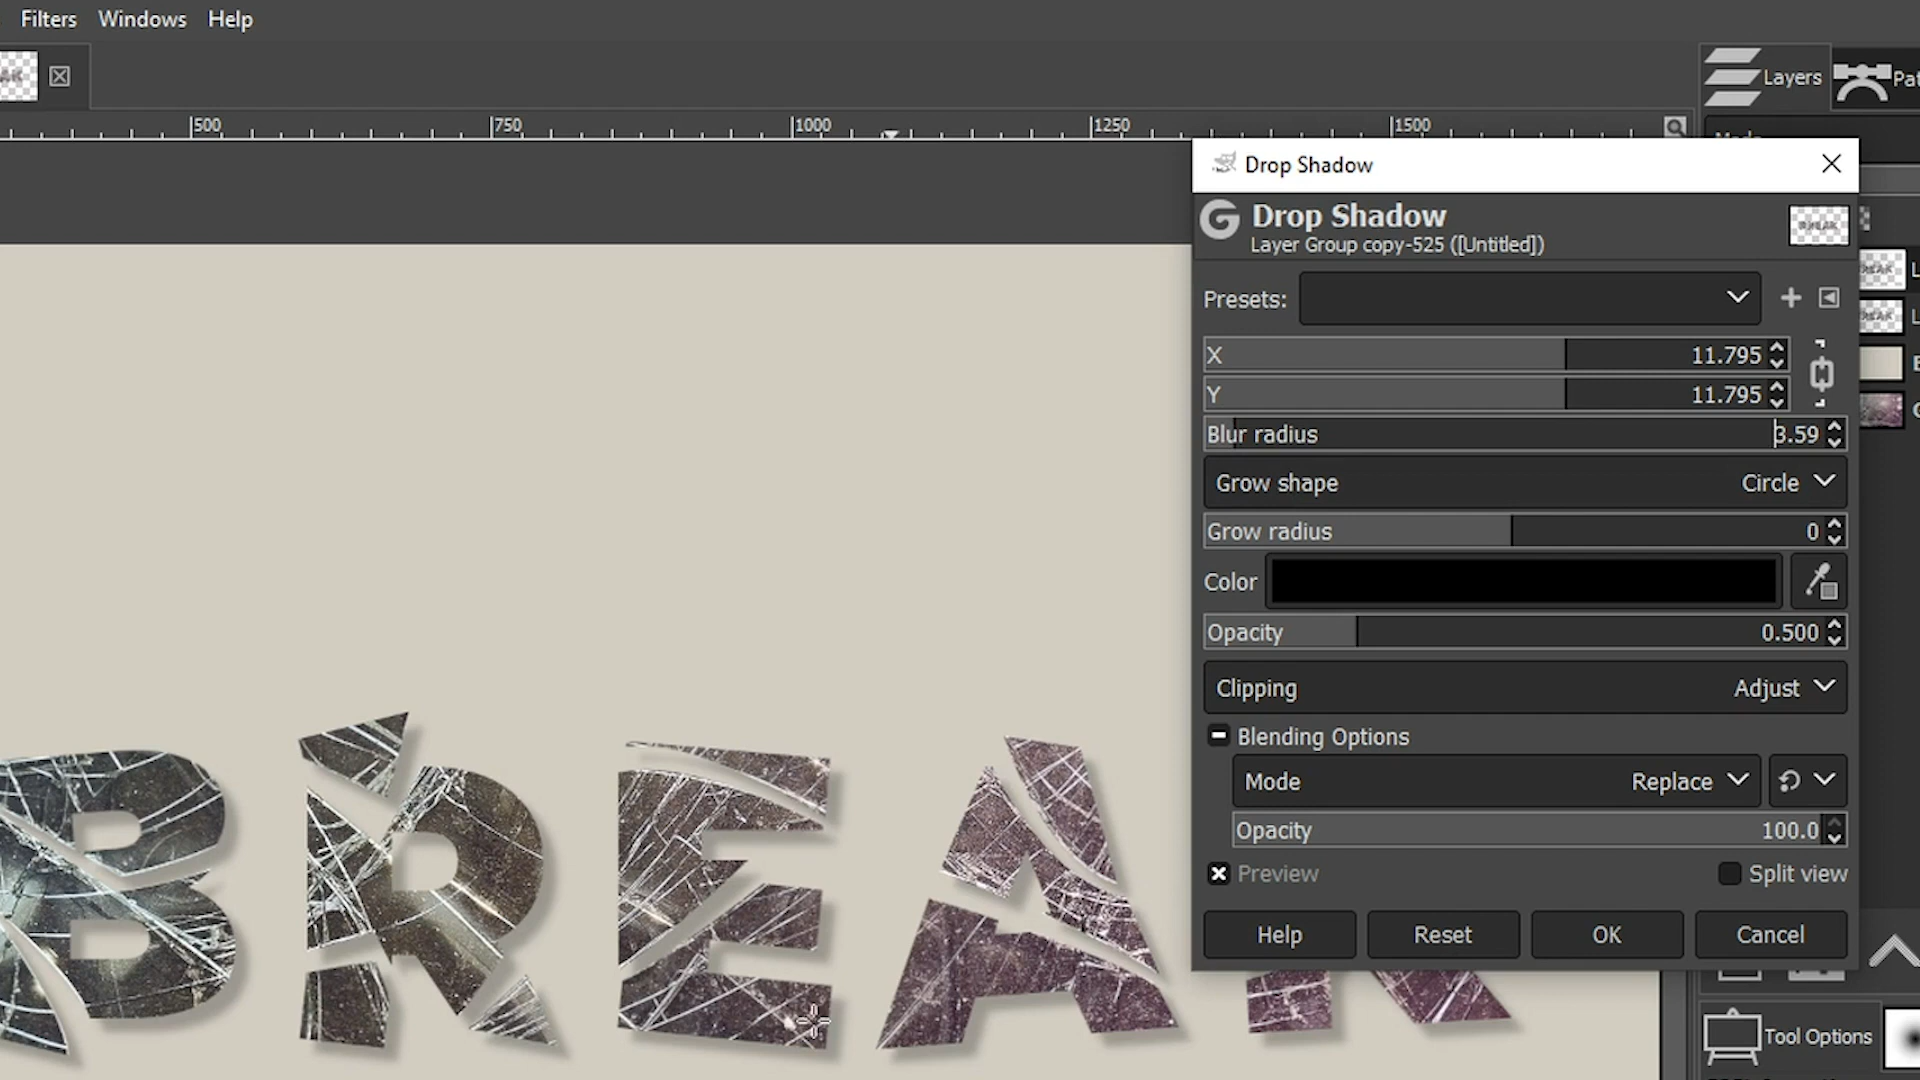 Filters Windows Help
Layers
500 750 1000 1250 1500
Drop Shadow
Drop Shadow
Layer Group copy-525 ([Untitled])
Presets:
X 11.795
Y 11.795
Blur radius 3.59
Grow shape Circle
Grow radius 0
Color
Opacity 0.500
Clipping Adjust
Blending Options
Mode Replace
Opacity 100.0
Preview Split view
Help Reset OK Cancel
BREAK
Tool Options